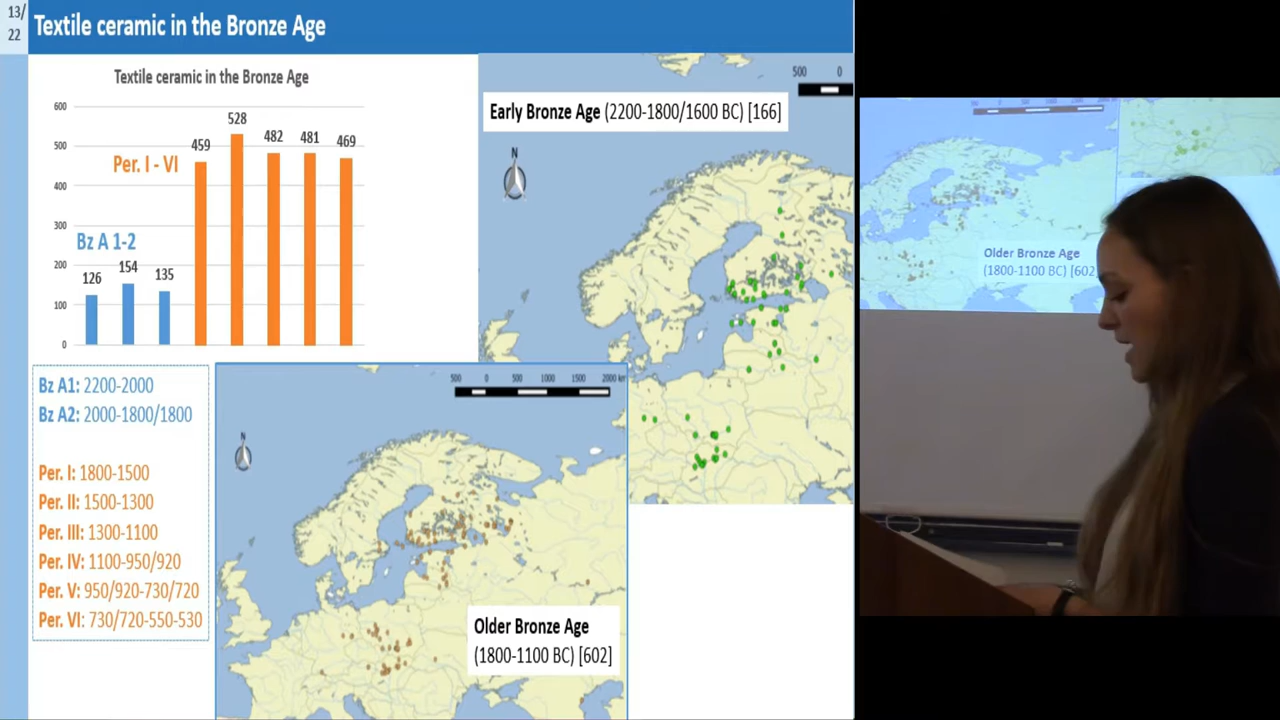 13/
22
Textile ceramic in the Bronze Age
Textile ceramic in the Bronze Age
600
500
400
300
200
100
0
Per. I - VI
Bz A 1-2
126
154
135
459
528
482
481
469
Bz A1: 2200-2000
Bz A2: 2000-1800/1800
Per. I: 1800-1500
Per. II: 1500-1300
Per. III: 1300-1100
Per. IV: 1100-950/920
Per. V: 950/920-730/720
Per. VI: 730/720-550-530
500 0
Early Bronze Age (2200-1800/1600 BC) [166]
N
500 0 500 1000 1500 2000 km
N
Older Bronze Age
(1800-1100 BC) [602]
Older Bronze Age
(1800-1100 BC) [602